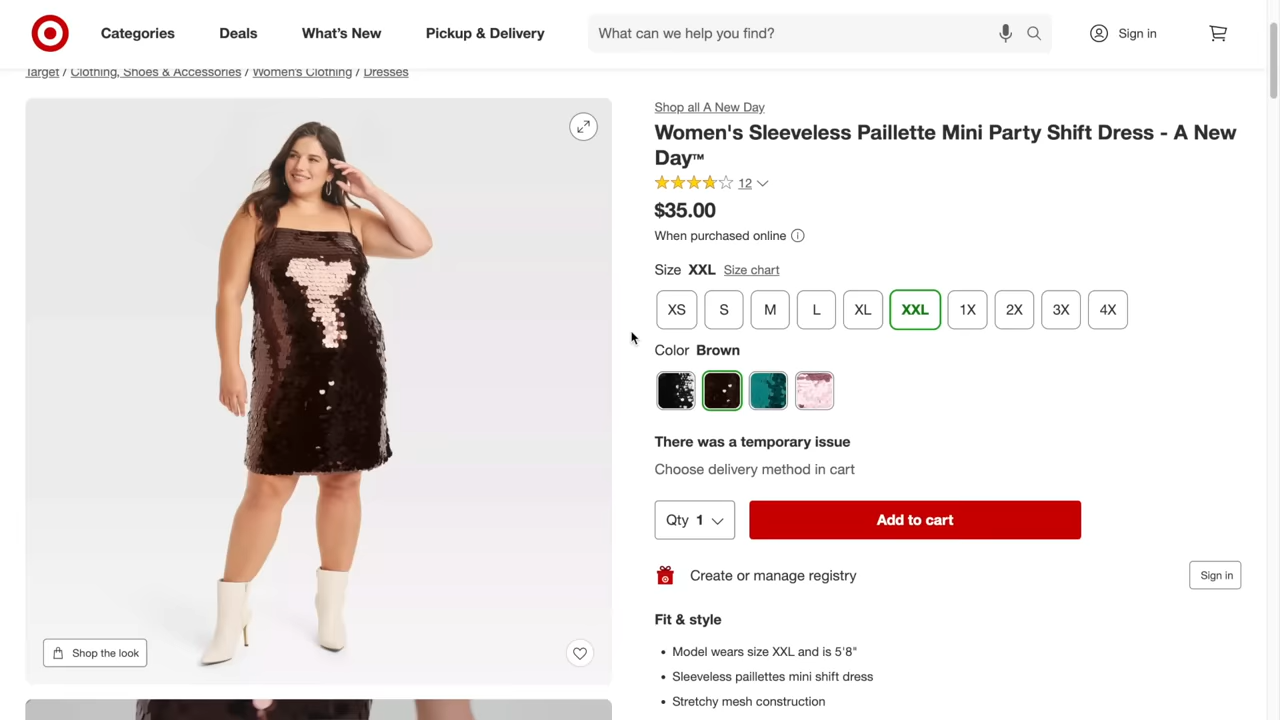 Categories
Deals
What's New
Pickup & Delivery
What can we help you find?
Sign in
Target / Clothing, Shoes & Accessories / Women's Clothing / Dresses
Shop all A New Day
Women's Sleeveless Paillette Mini Party Shift Dress - A New
Day™
12
$35.00
When purchased online
Size XXL Size chart
XS S M L XL XXL 1X 2X 3X 4X
Color Brown
There was a temporary issue
Choose delivery method in cart
Qty 1
Add to cart
Create or manage registry
Sign in
Fit & style
• Model wears size XXL and is 5'8"
• Sleeveless paillettes mini shift dress
• Stretchy mesh construction
Shop the look